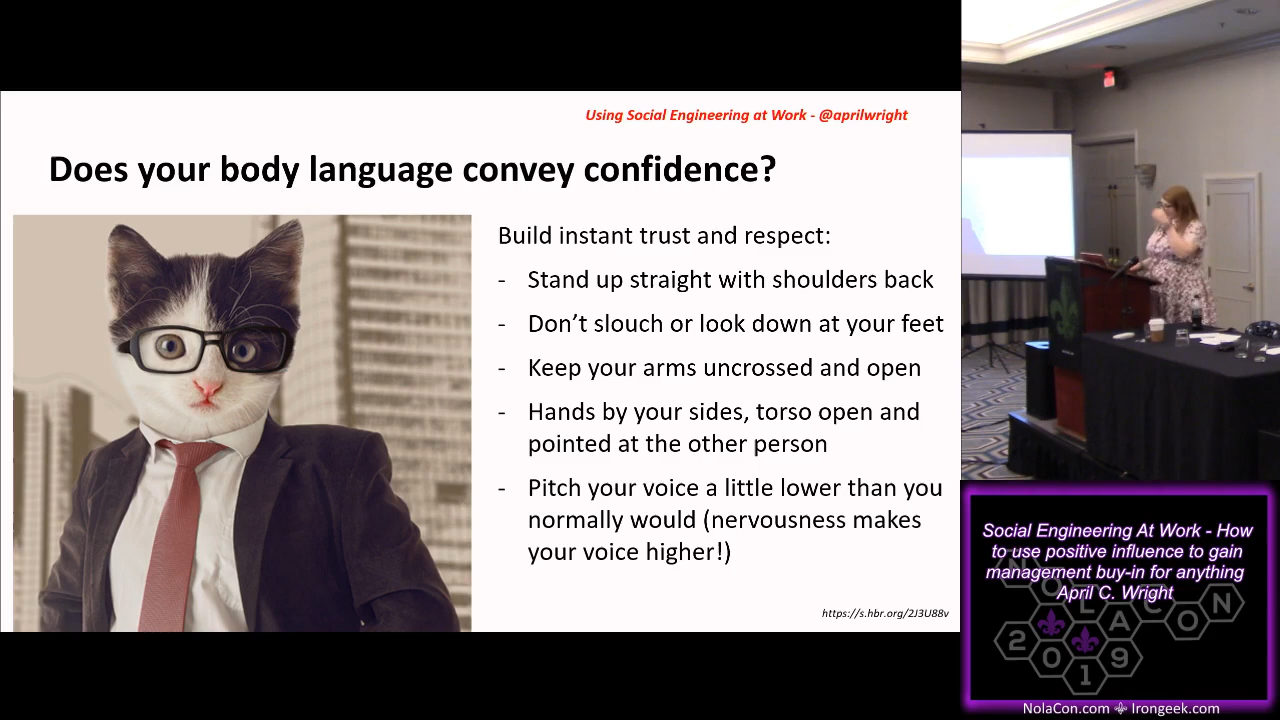 Using Social Engineering at Work - @aprilwright
Does your body language convey confidence?
Build instant trust and respect:
- Stand up straight with shoulders back
- Don’t slouch or look down at your feet
- Keep your arms uncrossed and open
- Hands by your sides, torso open and
pointed at the other person
- Pitch your voice a little lower than you
normally would (nervousness makes
your voice higher!)
https://s.hbr.org/2J3U88v
Social Engineering At Work - How
to use positive influence to gain
management buy-in for anything
April C. Wright
NOLACON
2019
NolaCon.com ⚜ Irongeek.com